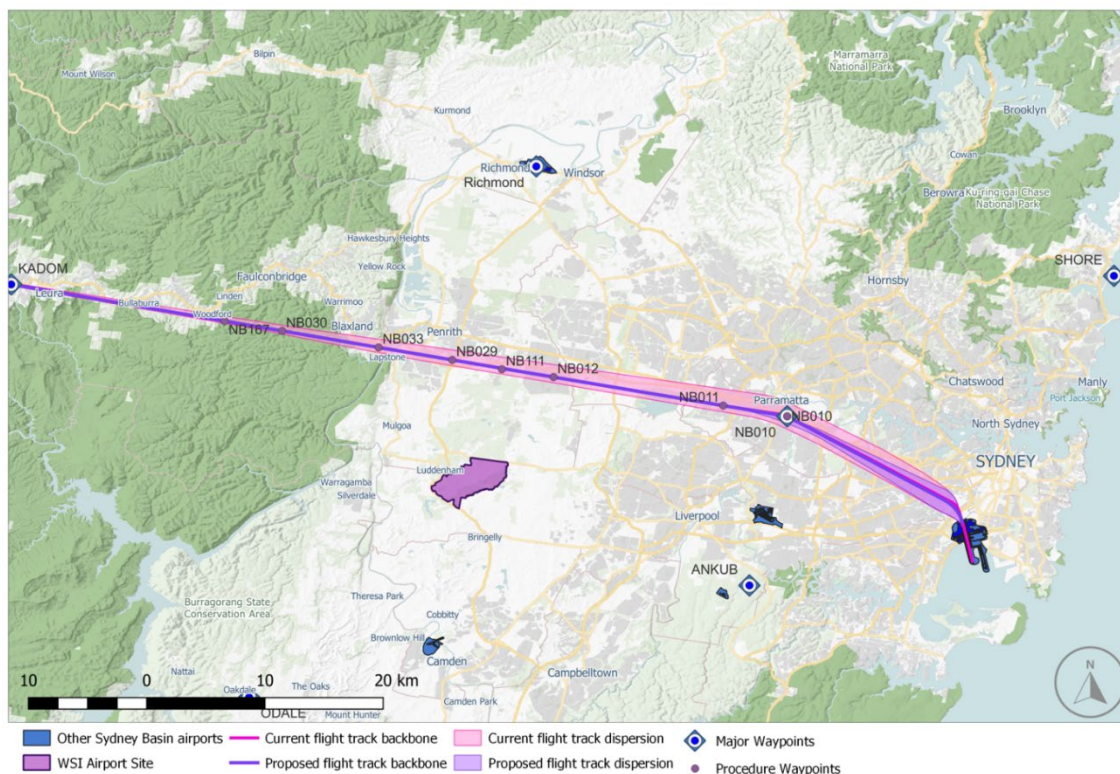 Bilpin
Mount Wilson
Marramarra
National Park
Brooklyn
Kurmond
Cowan
Richmond
Richmond
Windsor
Berowra
Ku-ring-gai Chase
National Park
Hawkesbury Heights
Yellow Rock
SHORE
KADOM
Leura
Faulconbridge
Hornsby
Linden
Bullaburra
Woodford
Warrimoo
NB167
NB030
Blaxland
Penrith
NB033
Lapstone
NB029
NB111
NB012
Chatswood
Manly
Parramatta
Port Jackson
NB011
NB010
NB010
North Sydney
Mulgoa
SYDNEY
Luddenham
Warragamba
Silverdale
Liverpool
Bringelly
ANKUB
Theresa Park
Burragorang State
Conservation Area
Cobbitty
Brownlow Hill
Camden
Nattai
Campbelltown
N
10 0 10 20 km
Oakdale
The Oaks
ODALE
Mount Hunter
Camden Park
Other Sydney Basin airports
Current flight track backbone
Current flight track dispersion
Major Waypoints
WSI Airport Site
Proposed flight track backbone
Proposed flight track dispersion
Procedure Waypoints